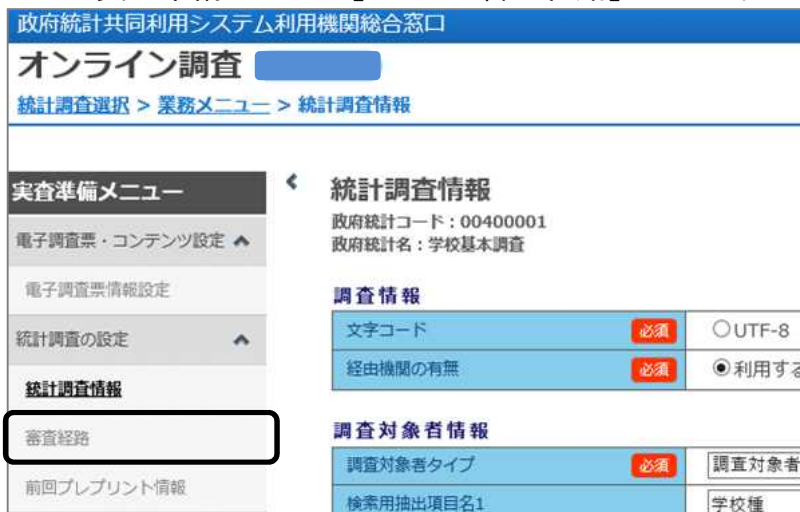 政府統計共同利用システム利用機関総合窓口
オンライン調査
統計調査選択 > 業務メニュー > 統計調査情報
実査準備メニュー
電子調査票・コンテンツ設定
電子調査票情報設定
統計調査の設定
統計調査情報
審査経路
前回プレプリント情報
統計調査情報
政府統計コード：00400001
政府統計名：学校基本調査
調査情報
文字コード 必須 UTF-8
経由機関の有無 必須 利用する
調査対象者情報
調査対象者タイプ 必須 調査対象者
検索用抽出項目名1 学校種